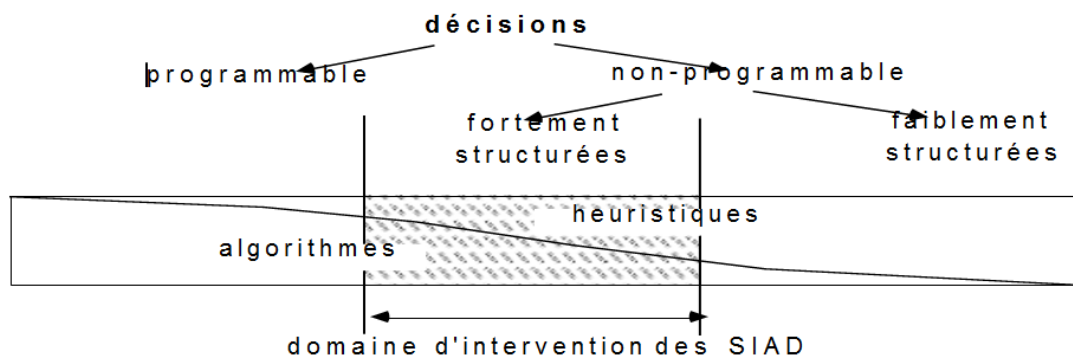 décisions
programmable
non-programmable
fortement
structurées
faiblement
structurées
heuristiques
algorithmes
domaine d'intervention des SIAD